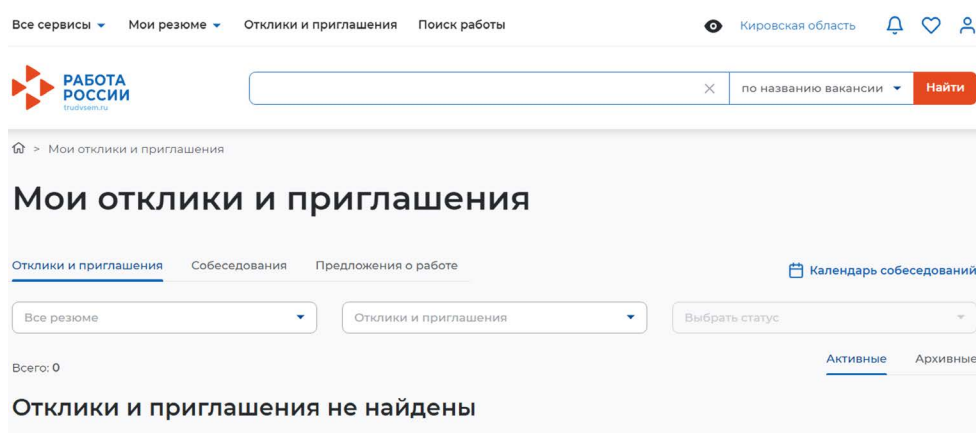 Все сервисы Мои резюме Отклики и приглашения Поиск работы Кировская область
РАБОТА
РОССИИ
trudvsem.ru
по названию вакансии Найти
> Мои отклики и приглашения
Мои отклики и приглашения
Отклики и приглашения Собеседования Предложения о работе Календарь собеседований
Все резюме Отклики и приглашения Выбрать статус
Всего: 0 Активные Архивные
Отклики и приглашения не найдены